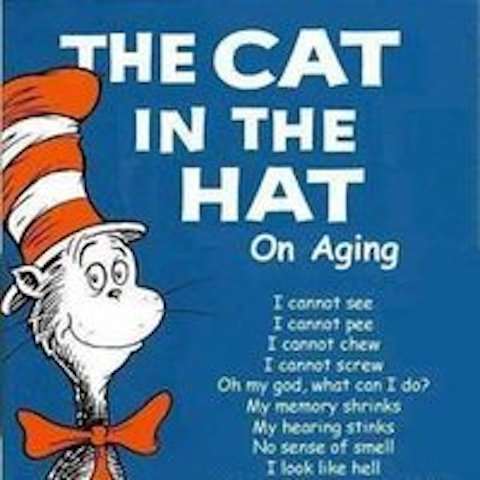 THE CAT
IN THE
HAT
On Aging
I cannot see
I cannot pee
I cannot chew
I cannot screw
Oh my god, what can I do?
My memory shrinks
My hearing stinks
No sense of smell
I look like hell